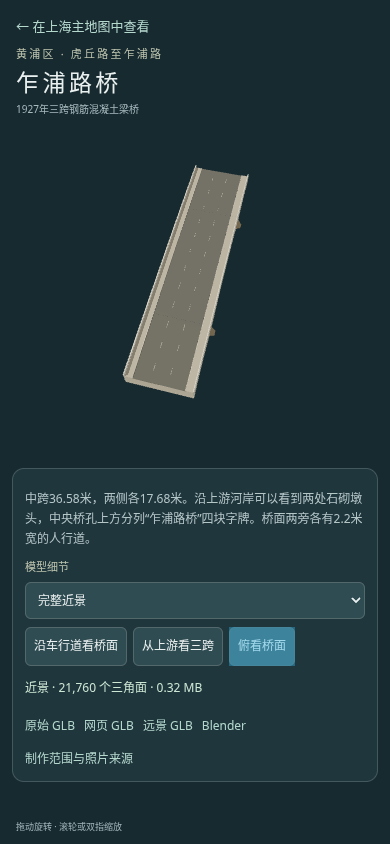 ← 在上海主地图中查看
黄浦区 · 虎丘路至乍浦路
乍浦路桥
1927年三跨钢筋混凝土梁桥
中跨36.58米，两侧各17.68米。沿上游河岸可以看到两处石砌墩
头，中央桥孔上方分列“乍浦路桥”四块字牌。桥面两旁各有2.2米
宽的人行道。
模型细节
完整近景
沿车行道看桥面 从上游看三跨 俯看桥面
近景 · 21,760 个三角面 · 0.32 MB
原始 GLB 网页 GLB 远景 GLB Blender
制作范围与照片来源
拖动旋转 · 滚轮或双指缩放